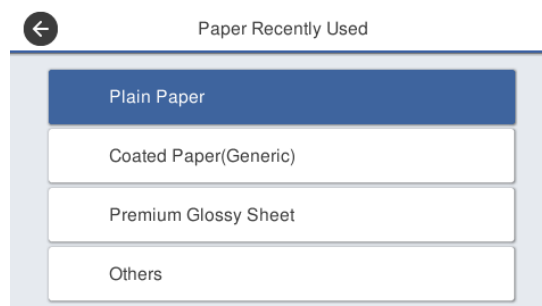 Paper Recently Used
Plain Paper
Coated Paper(Generic)
Premium Glossy Sheet
Others